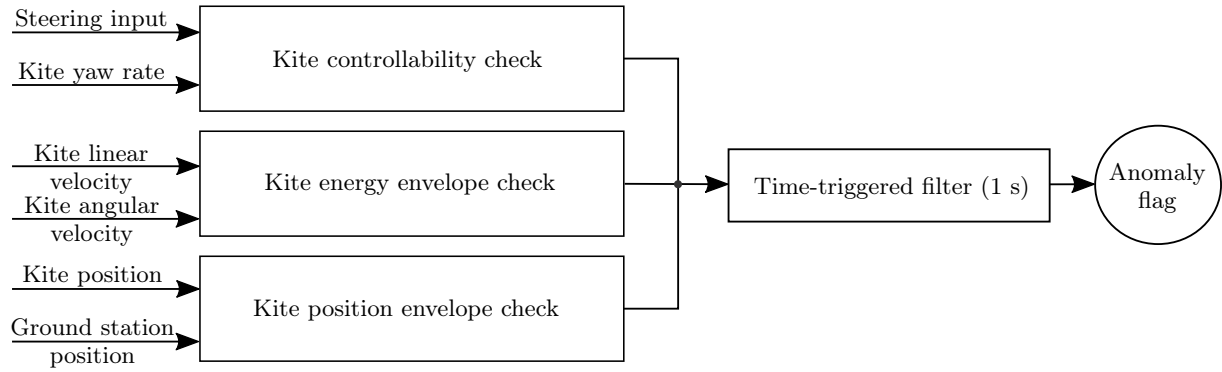 Steering input
Kite yaw rate
Kite controllability check
Kite linear
velocity
Kite angular
velocity
Kite energy envelope check
Kite position
Ground station
position
Kite position envelope check
Time-triggered filter (1 s)
Anomaly
flag